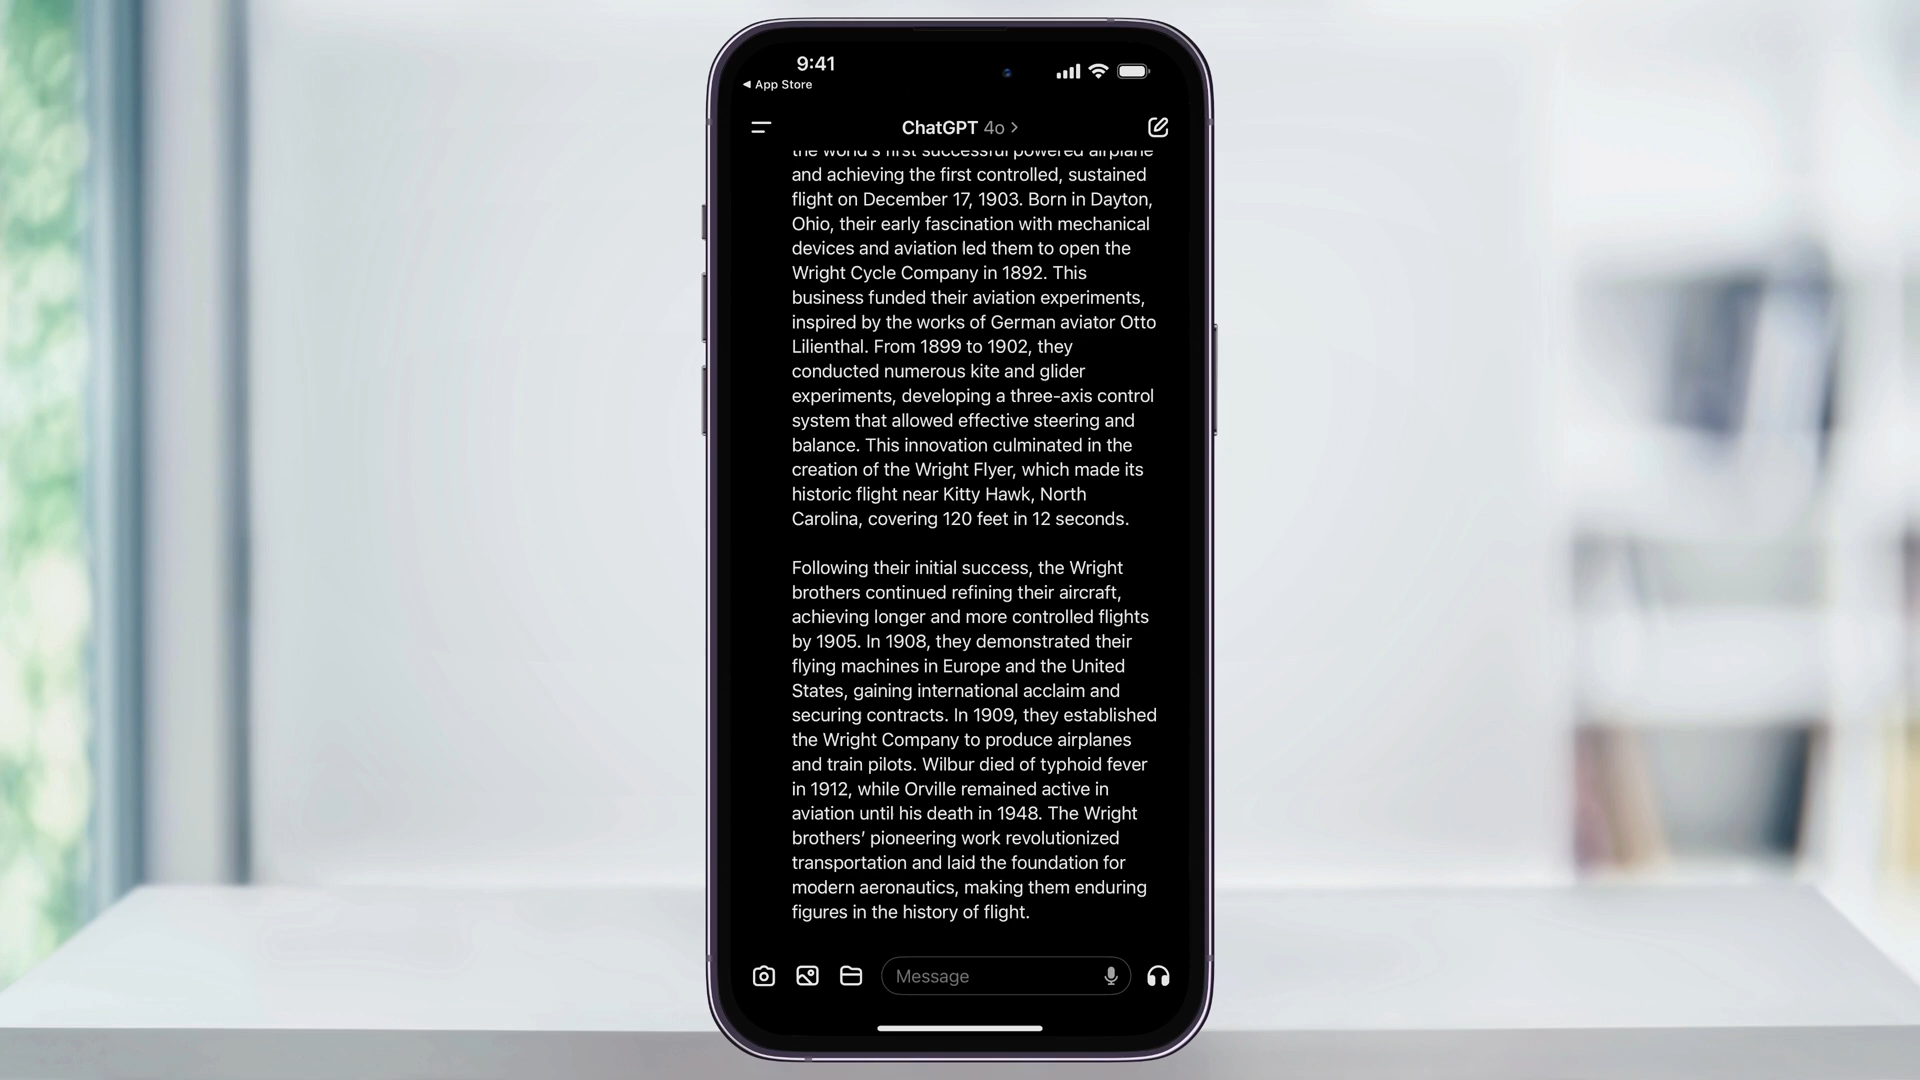 9:41
◀ App Store
ChatGPT 4o >
the world's first successful powered airplane
and achieving the first controlled, sustained
flight on December 17, 1903. Born in Dayton,
Ohio, their early fascination with mechanical
devices and aviation led them to open the
Wright Cycle Company in 1892. This
business funded their aviation experiments,
inspired by the works of German aviator Otto
Lilienthal. From 1899 to 1902, they
conducted numerous kite and glider
experiments, developing a three-axis control
system that allowed effective steering and
balance. This innovation culminated in the
creation of the Wright Flyer, which made its
historic flight near Kitty Hawk, North
Carolina, covering 120 feet in 12 seconds.
Following their initial success, the Wright
brothers continued refining their aircraft,
achieving longer and more controlled flights
by 1905. In 1908, they demonstrated their
flying machines in Europe and the United
States, gaining international acclaim and
securing contracts. In 1909, they established
the Wright Company to produce airplanes
and train pilots. Wilbur died of typhoid fever
in 1912, while Orville remained active in
aviation until his death in 1948. The Wright
brothers’ pioneering work revolutionized
transportation and laid the foundation for
modern aeronautics, making them enduring
figures in the history of flight.
Message